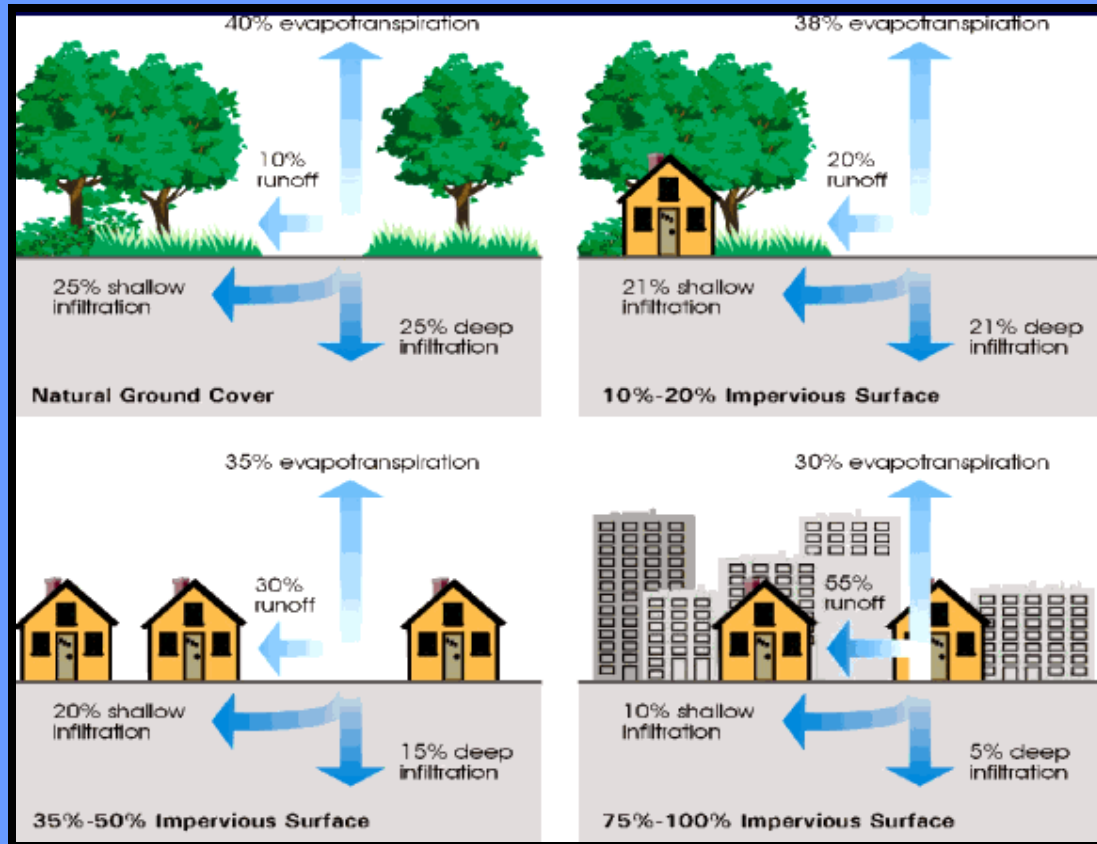 40% evapotranspiration
10%
runoff
25% shallow
infiltration
25% deep
infiltration
Natural Ground Cover
38% evapotranspiration
20%
runoff
21% shallow
infiltration
21% deep
infiltration
10%-20% Impervious Surface
35% evapotranspiration
30%
runoff
20% shallow
infiltration
15% deep
infiltration
35%-50% Impervious Surface
30% evapotranspiration
55%
runoff
10% shallow
infiltration
5% deep
infiltration
75%-100% Impervious Surface